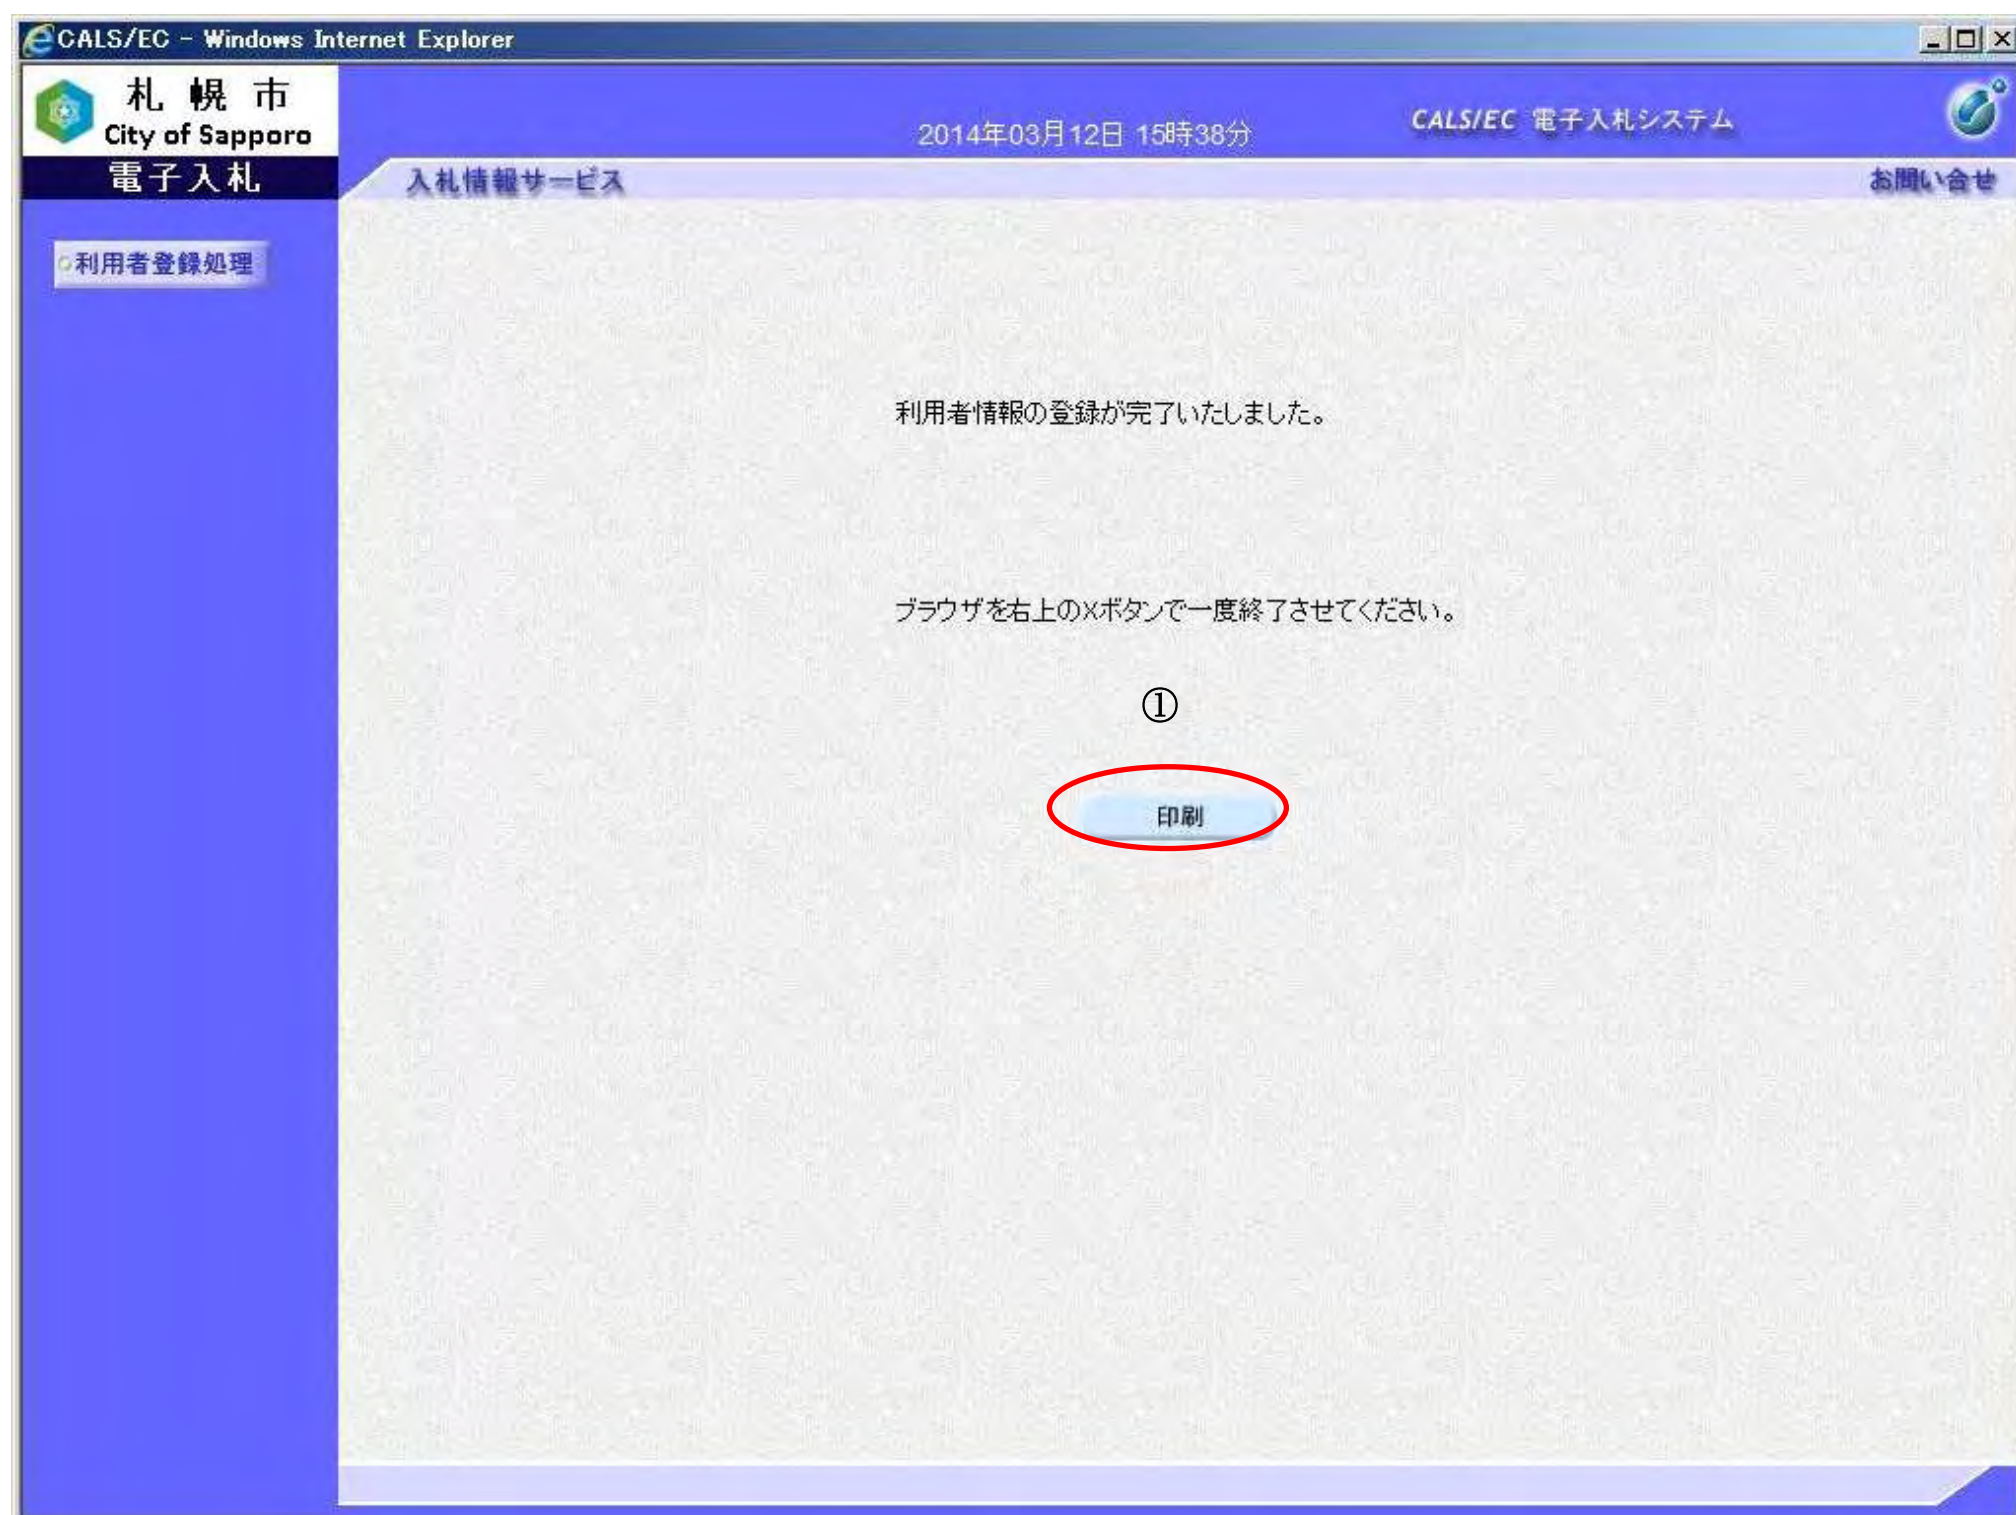 CALS/EC - Windows Internet Explorer
札幌市
City of Sapporo
電子入札
2014年03月12日 15時38分
CALS/EC 電子入札システム
入札情報サービス
お問い合せ
利用者登録処理
利用者情報の登録が完了いたしました。
ブラウザを右上のXボタンで一度終了させてください。
①
印刷